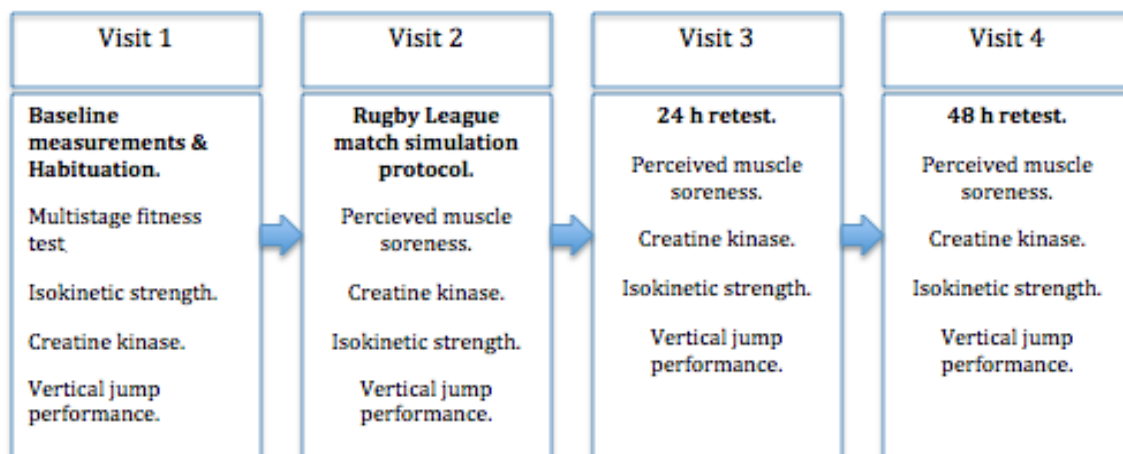 Visit 1
Baseline
measurements &
Habituation.
Multistage fitness
test.
Isokinetic strength.
Creatine kinase.
Vertical jump
performance.
Visit 2
Rugby League
match simulation
protocol.
Percieved muscle
soreness.
Creatine kinase.
Isokinetic strength.
Vertical jump
performance.
Visit 3
24 h retest.
Perceived muscle
soreness.
Creatine kinase.
Isokinetic strength.
Vertical jump
performance.
Visit 4
48 h retest.
Perceived muscle
soreness.
Creatine kinase.
Isokinetic strength.
Vertical jump
performance.